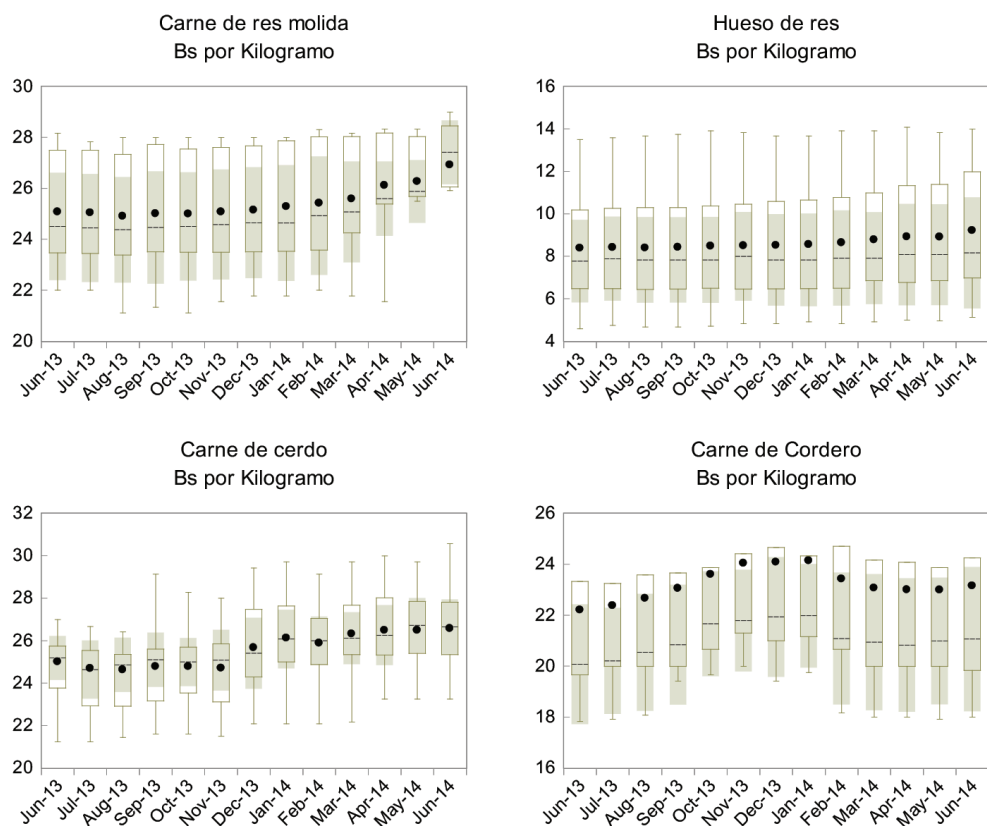 Carne de res molida
Bs por Kilogramo
30
28
26
24
22
20
Jun-13
Jul-13
Aug-13
Sep-13
Oct-13
Nov-13
Dec-13
Jan-14
Feb-14
Mar-14
Apr-14
May-14
Jun-14
Hueso de res
Bs por Kilogramo
16
14
12
10
8
6
4
Jun-13
Jul-13
Aug-13
Sep-13
Oct-13
Nov-13
Dec-13
Jan-14
Feb-14
Mar-14
Apr-14
May-14
Jun-14
Carne de cerdo
Bs por Kilogramo
32
30
28
26
24
22
20
Jun-13
Jul-13
Aug-13
Sep-13
Oct-13
Nov-13
Dec-13
Jan-14
Feb-14
Mar-14
Apr-14
May-14
Jun-14
Carne de Cordero
Bs por Kilogramo
26
24
22
20
18
16
Jun-13
Jul-13
Aug-13
Sep-13
Oct-13
Nov-13
Dec-13
Jan-14
Feb-14
Mar-14
Apr-14
May-14
Jun-14